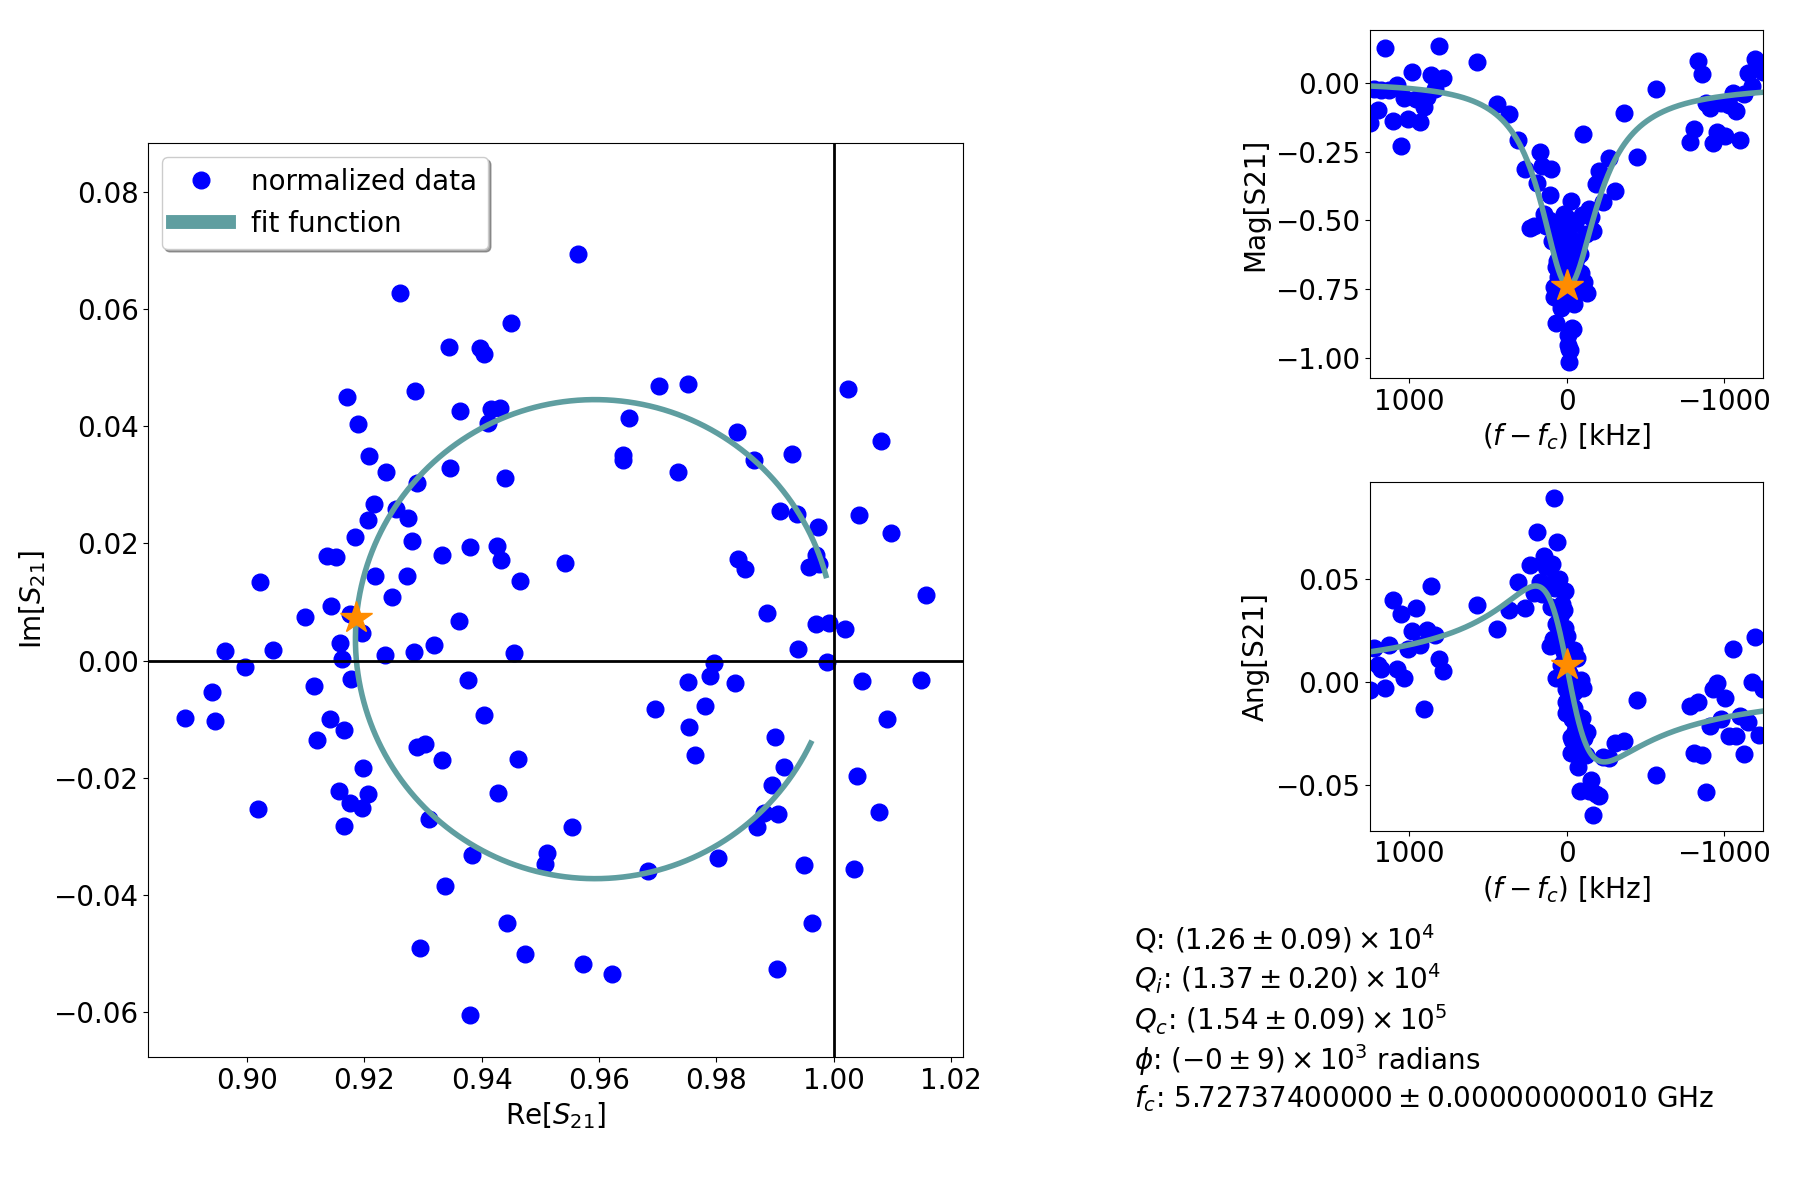 normalized data
fit function
0.08
0.06
0.04
0.02
0.00
−0.02
−0.04
−0.06
Im[S21]
0.90 0.92 0.94 0.96 0.98 1.00 1.02
Re[S21]
0.00
−0.25
−0.50
−0.75
−1.00
Mag[S21]
1000 0 −1000
(f − fc) [kHz]
0.05
0.00
−0.05
Ang[S21]
1000 0 −1000
(f − fc) [kHz]
Q: (1.26 ± 0.09) × 10^4
Qi: (1.37 ± 0.20) × 10^4
Qc: (1.54 ± 0.09) × 10^5
ϕ: (−0 ± 9) × 10^3 radians
fc: 5.72737400000 ± 0.00000000010 GHz